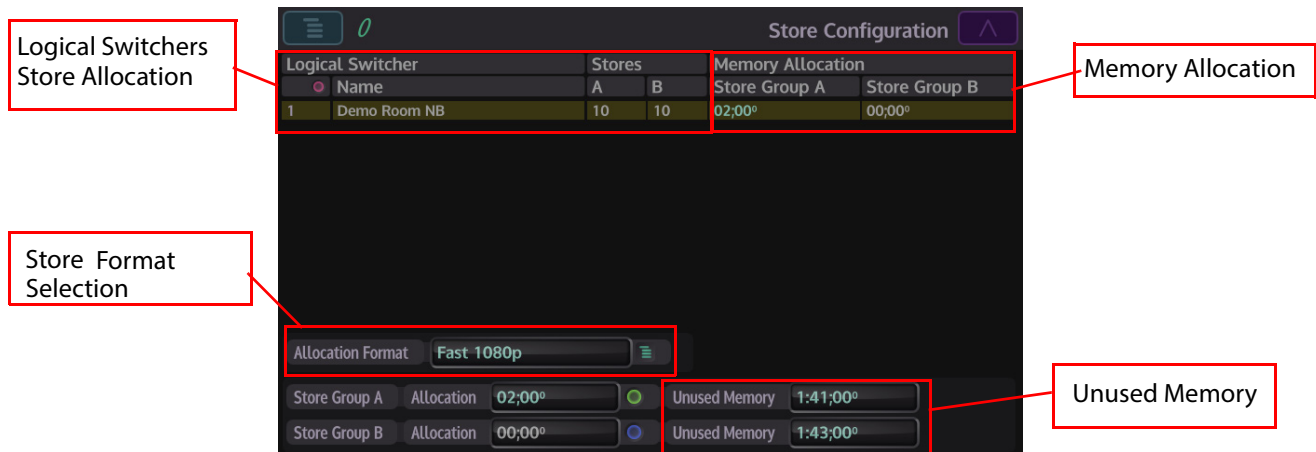 Logical Switchers
Store Allocation
0 Store Configuration
Logical Switcher Stores Memory Allocation
Name A B Store Group A Store Group B
1 Demo Room NB 10 10 02;00⁰ 00;00⁰
Memory Allocation
Store Format
Selection
Allocation Format Fast 1080p
Store Group A Allocation 02;00⁰ Unused Memory 1:41;00⁰
Store Group B Allocation 00;00⁰ Unused Memory 1:43;00⁰
Unused Memory